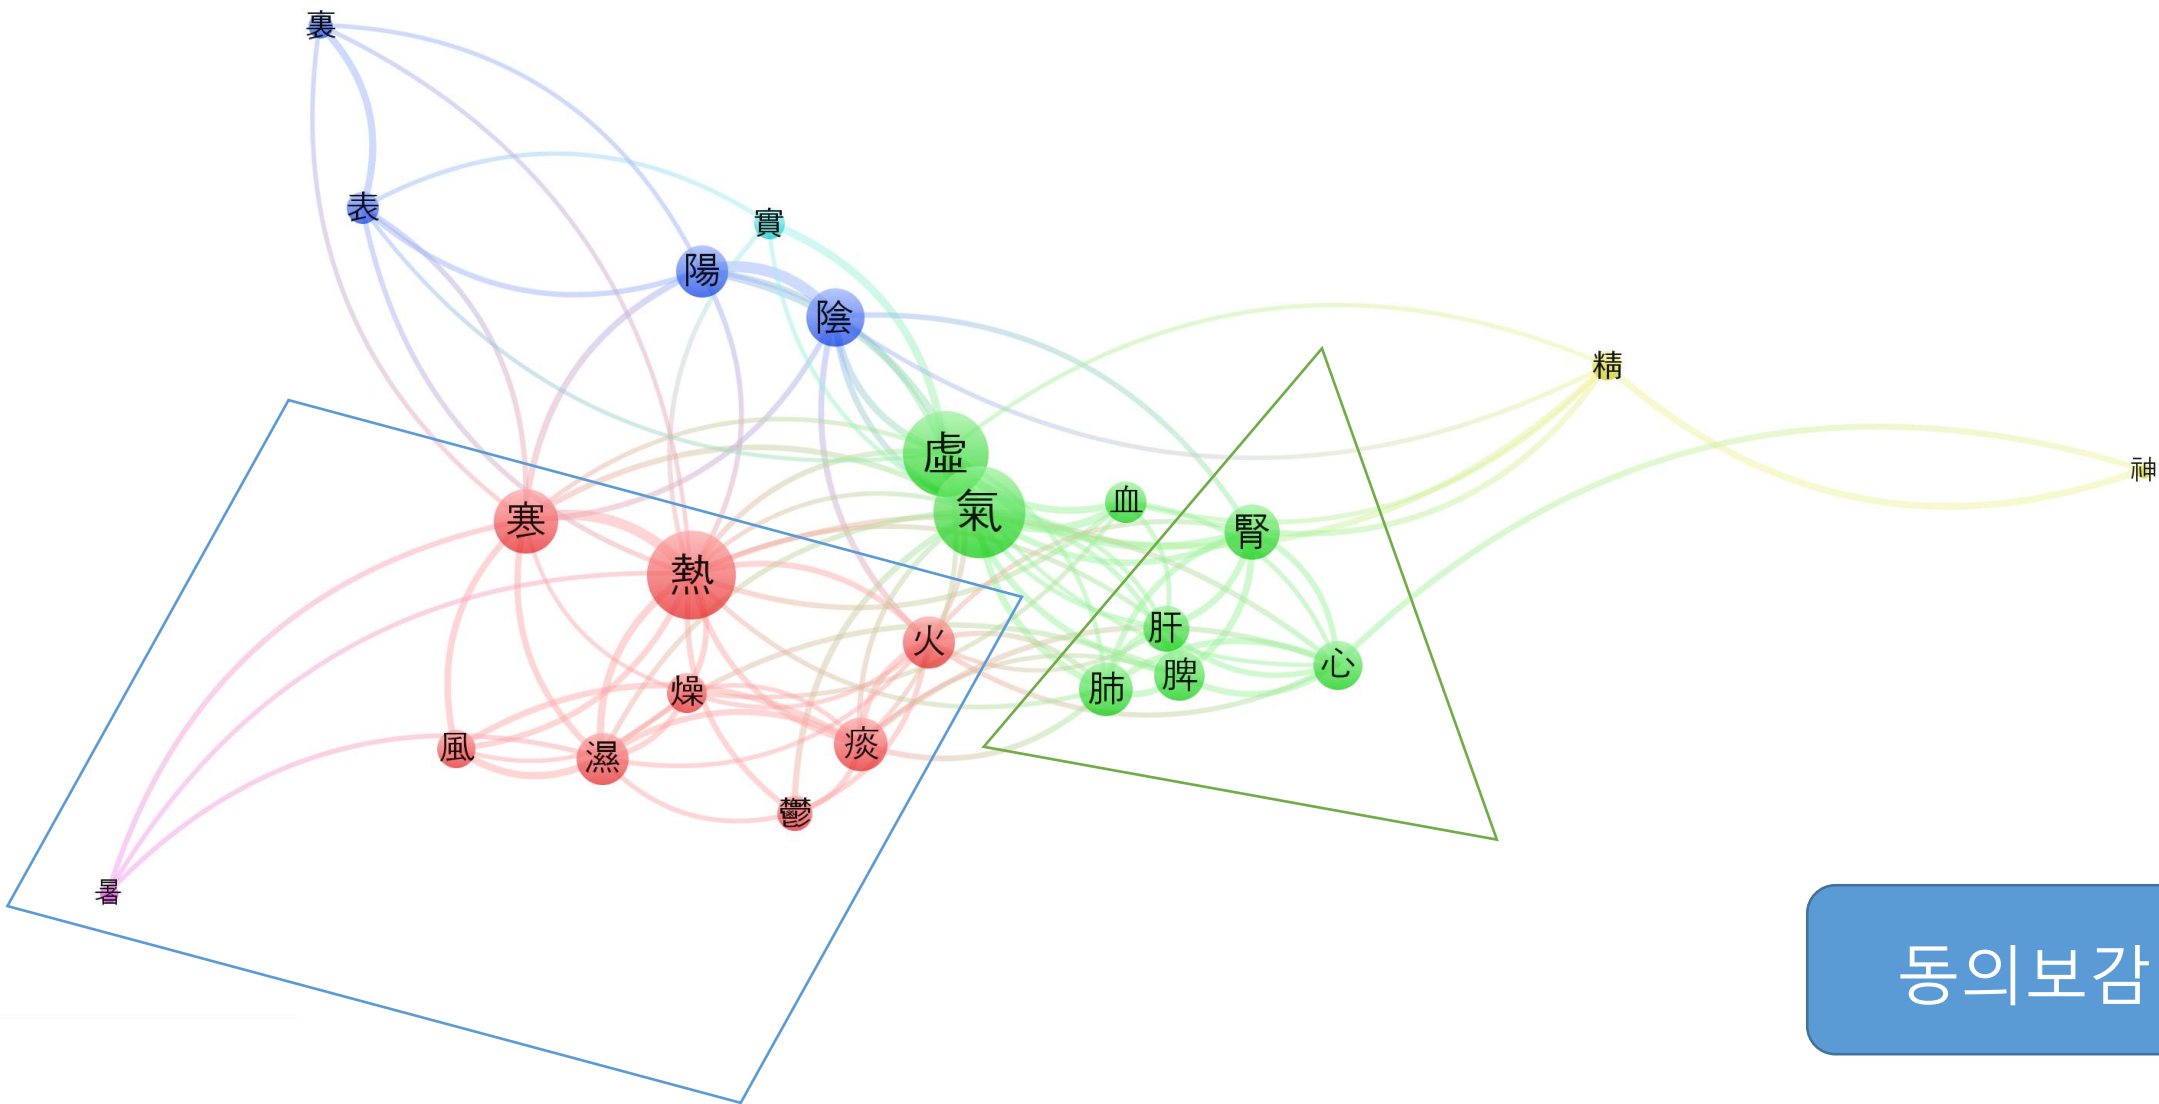 裏
表
實
陽
陰
精
虛
神
血
氣
寒
腎
熱
肝
火
心
脾
肺
燥
痰
風
濕
鬱
暑
동의보감